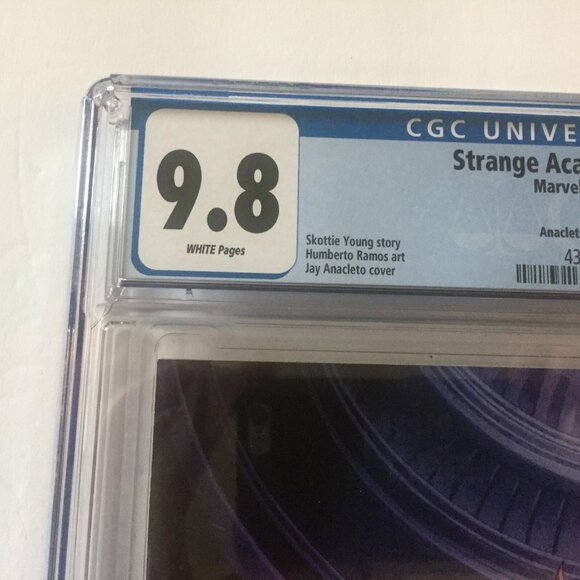 CGC UNIVE
9.8
WHITE Pages
Strange Aca
Marvel
Anacleto
Skottie Young story
Humberto Ramos art
Jay Anacleto cover
43